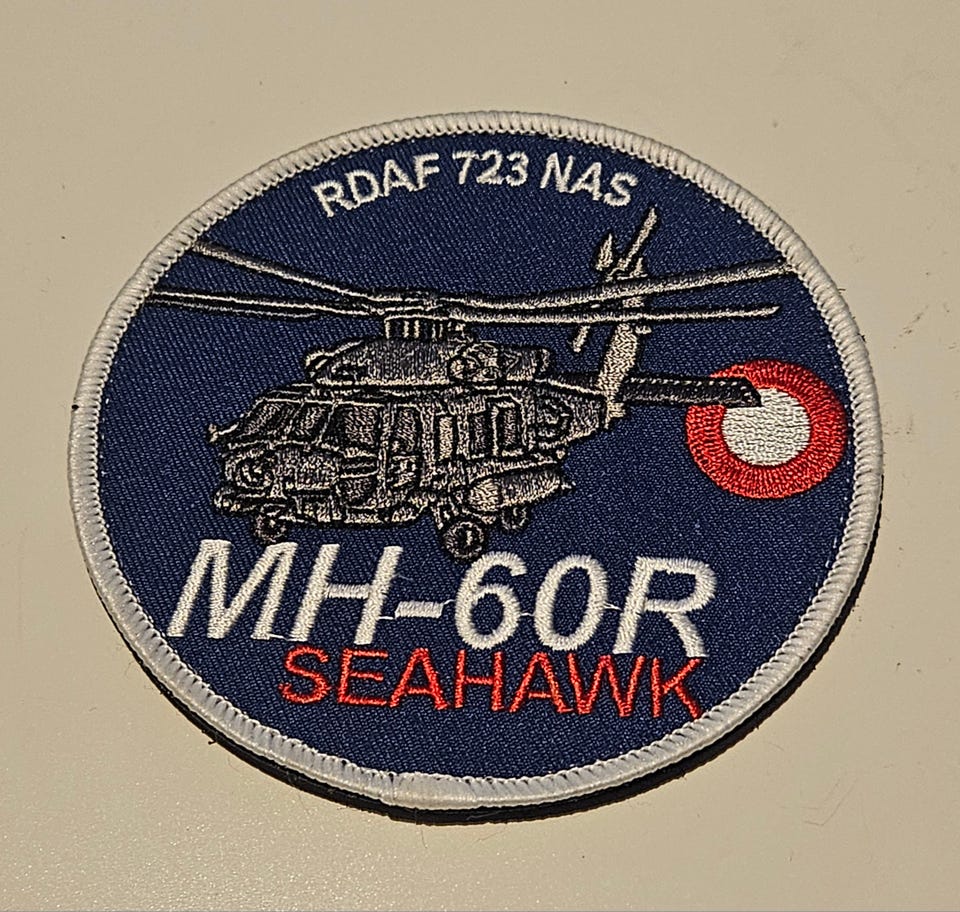 RDAF 723 NAS
MH-60R
SEAHAWK